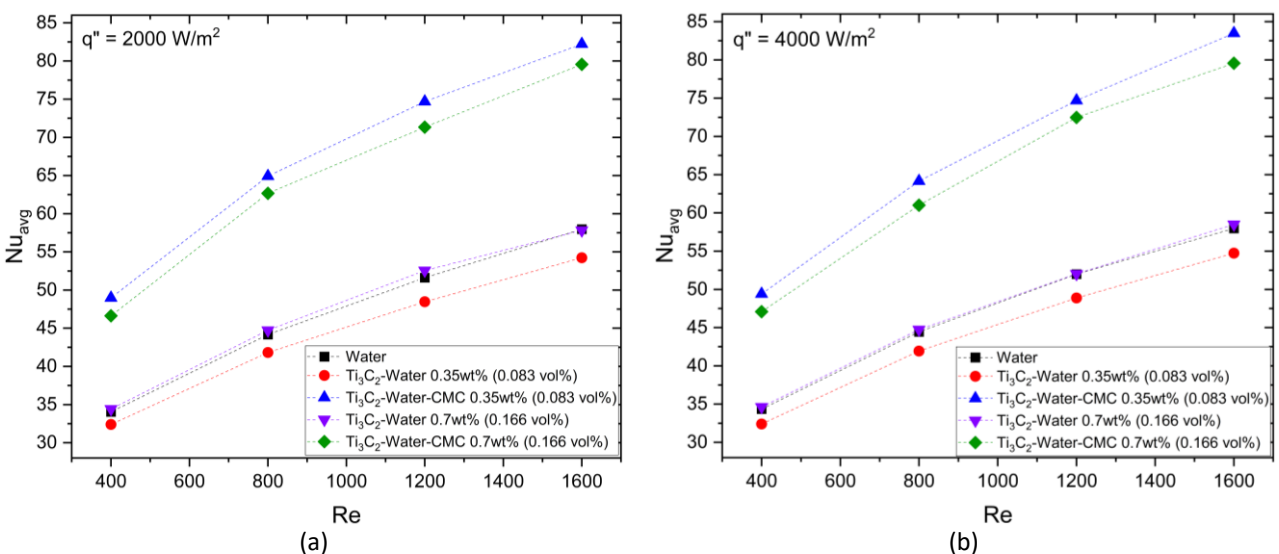 q" = 2000 W/m²
85
80
75
70
65
60
55
50
45
40
35
30
Nu_avg
Water
Ti₃C₂-Water 0.35wt% (0.083 vol%)
Ti₃C₂-Water-CMC 0.35wt% (0.083 vol%)
Ti₃C₂-Water 0.7wt% (0.166 vol%)
Ti₃C₂-Water-CMC 0.7wt% (0.166 vol%)
400 600 800 1000 1200 1400 1600
Re
(a)
q" = 4000 W/m²
85
80
75
70
65
60
55
50
45
40
35
30
Nu_avg
Water
Ti₃C₂-Water 0.35wt% (0.083 vol%)
Ti₃C₂-Water-CMC 0.35wt% (0.083 vol%)
Ti₃C₂-Water 0.7wt% (0.166 vol%)
Ti₃C₂-Water-CMC 0.7wt% (0.166 vol%)
400 600 800 1000 1200 1400 1600
Re
(b)